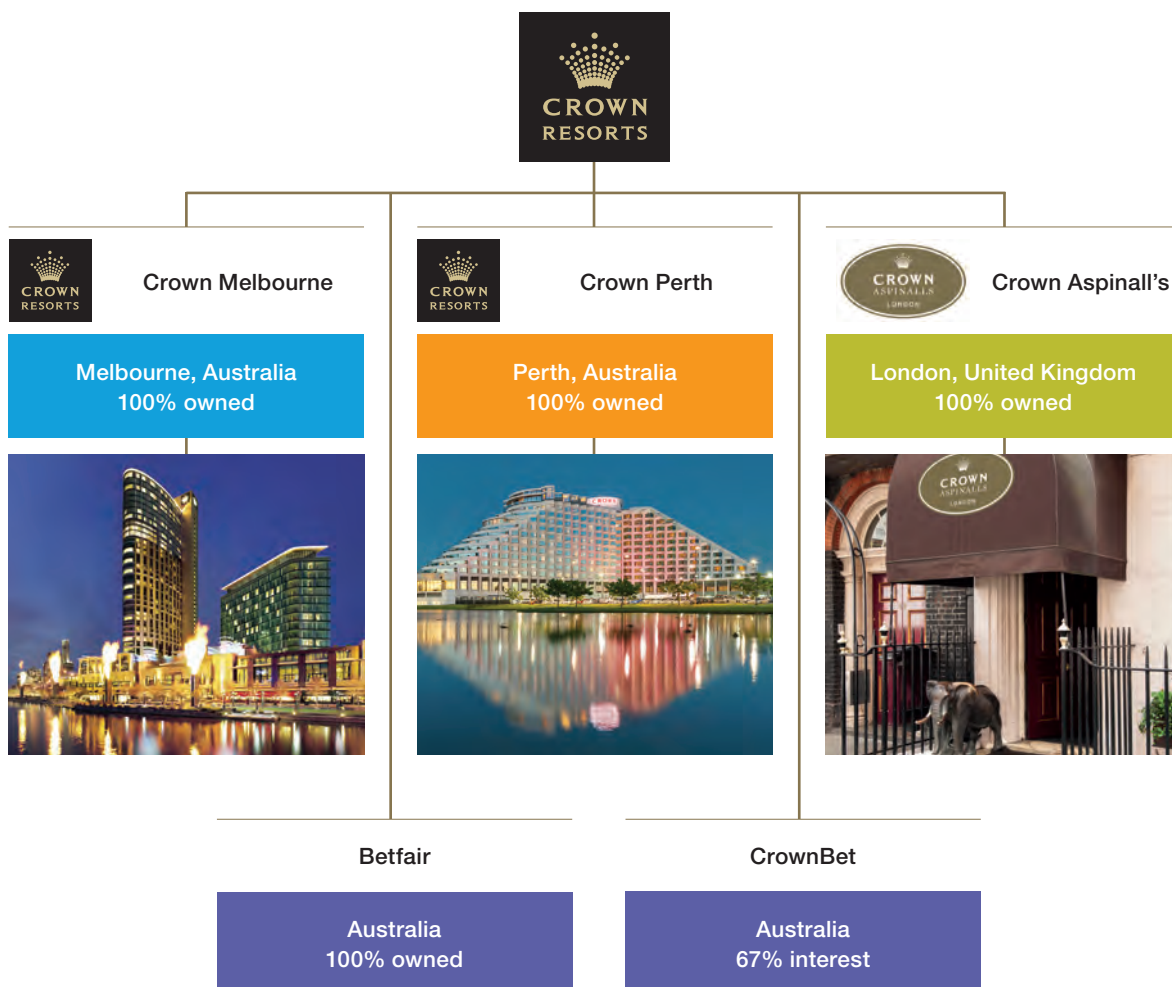 CROWN
RESORTS
CROWN
RESORTS
Crown Melbourne
CROWN
RESORTS
Crown Perth
CROWN
ASPINALLS
LONDON
Crown Aspinall’s
Melbourne, Australia
100% owned
Perth, Australia
100% owned
London, United Kingdom
100% owned
CROWN
CROWN
ASPINALLS
LONDON
Betfair
CrownBet
Australia
100% owned
Australia
67% interest